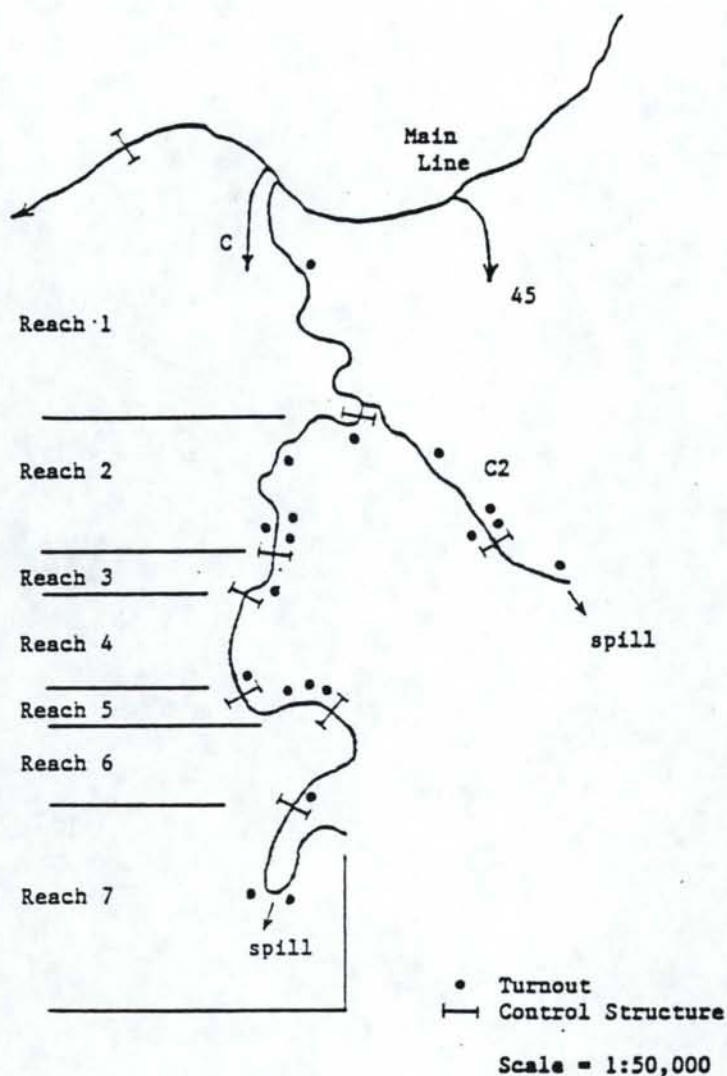 Main
Line
C
45
Reach 1
Reach 2
C2
Reach 3
spill
Reach 4
Reach 5
Reach 6
Reach 7
spill
Turnout
Control Structure
Scale = 1:50,000